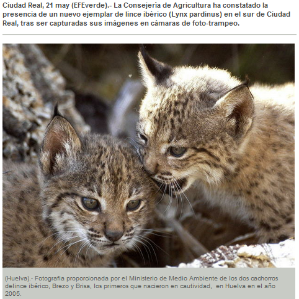 Ciudad Real, 21 may (EFEverde).- La Consejería de Agricultura ha constatado la
presencia de un nuevo ejemplar de lince ibérico (Lynx pardinus) en el sur de Ciudad
Real, tras ser capturadas sus imágenes en cámaras de foto-trampeo.
(Huelva).- Fotografía proporcionada por el Ministerio de Medio Ambiente de los dos cachorros
delince ibérico, Brezo y Brisa, los primeros que nacieron en cautividad, en Huelva en el año
2005.